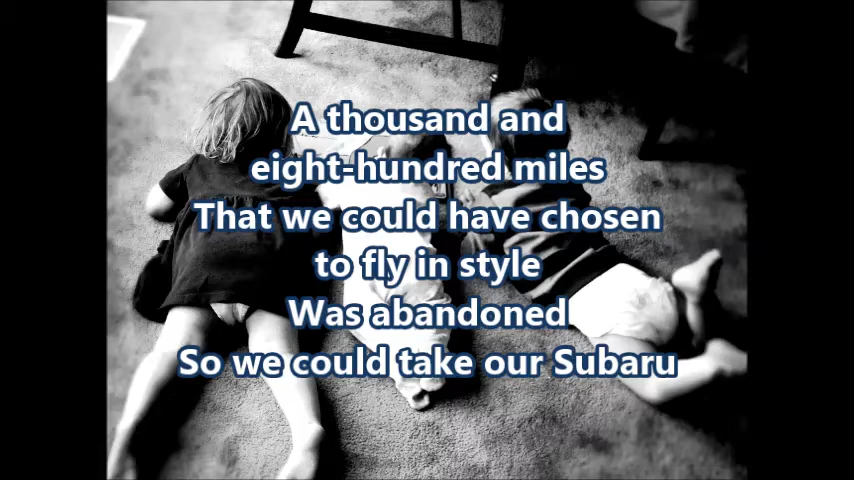 A thousand and
eight-hundred miles
That we could have chosen
to fly in style
Was abandoned
So we could take our Subaru